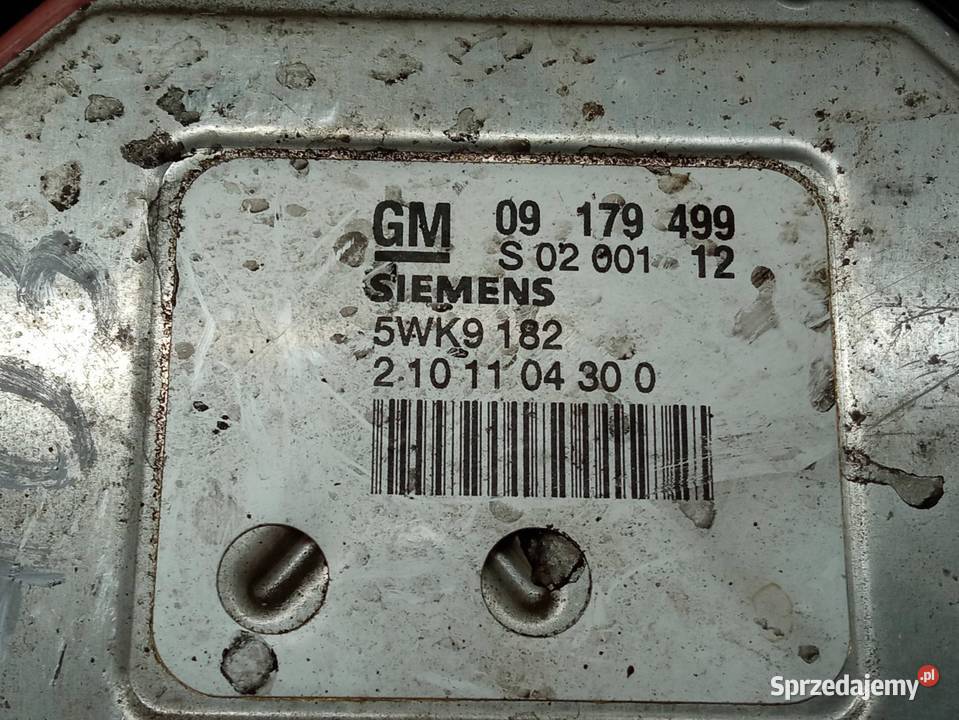 GM 09 179 499
S 02 001 12
SIEMENS
5WK9 182
2 10 11 04 30 0
Sprzedajemy.pl